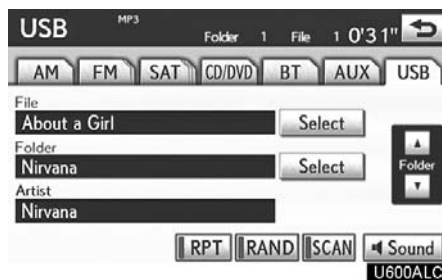 USB MP3 Folder 1 File 1 0'31"
AM FM SAT CD/DVD BT AUX USB
File
About a Girl Select
Folder
Nirvana Select
Folder
Artist
Nirvana
RPT RAND SCAN Sound
U600ALC